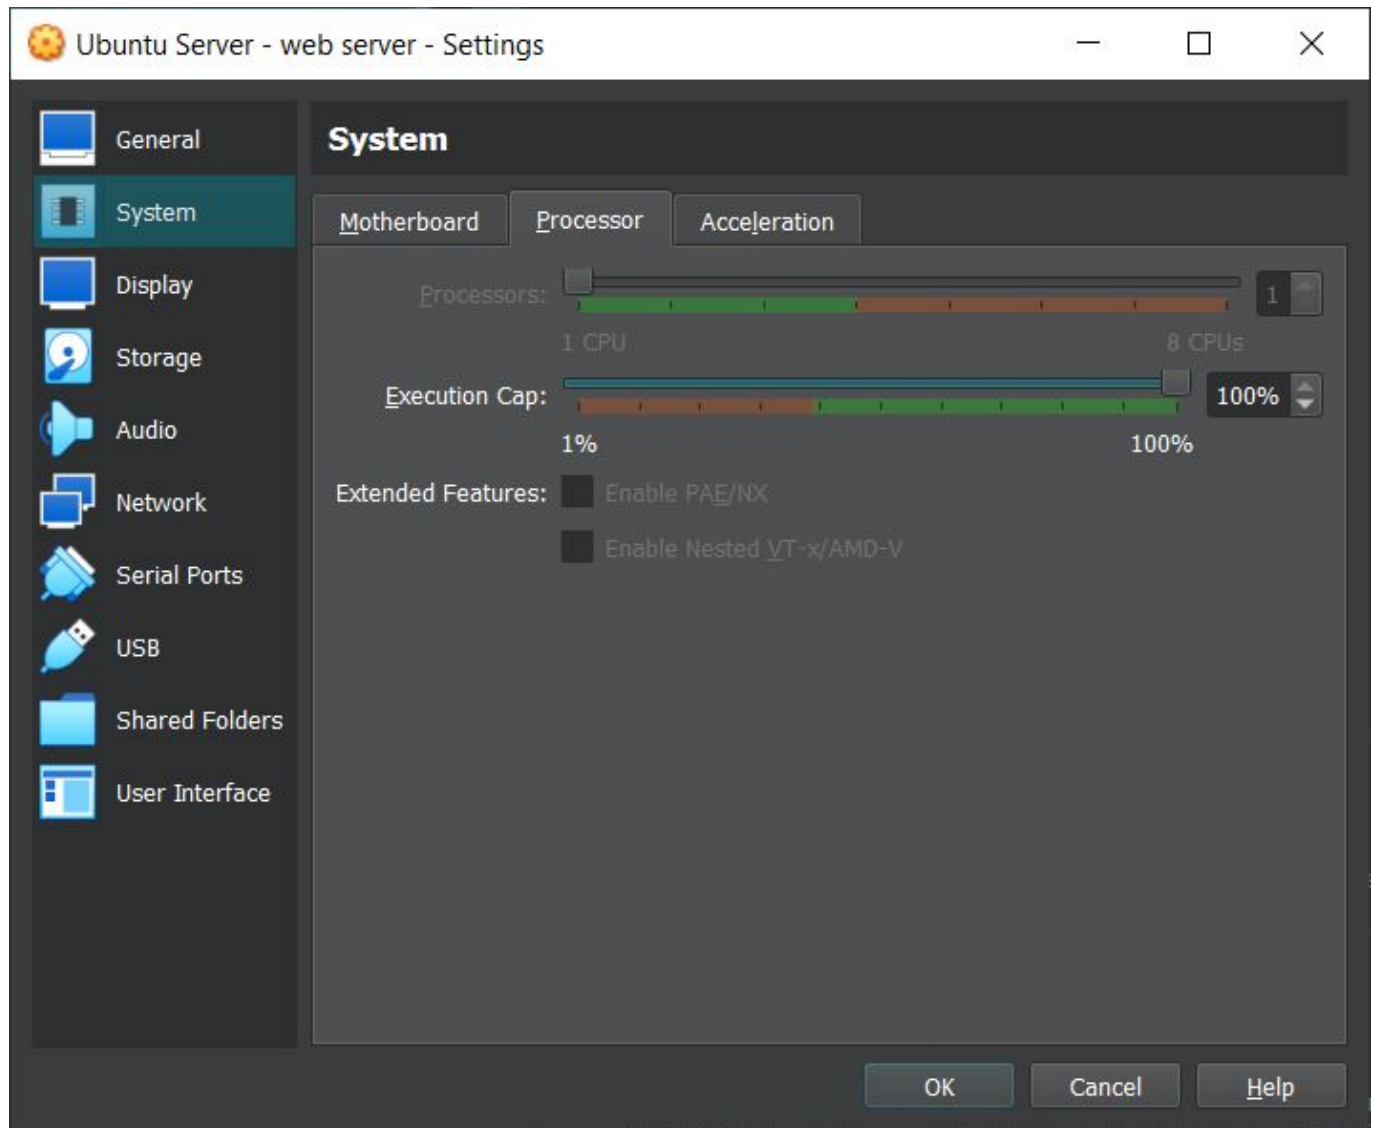 Ubuntu Server - web server - Settings
General
System
Display
Storage
Audio
Network
Serial Ports
USB
Shared Folders
User Interface
System
Motherboard Processor Acceleration
Processors: 1
1 CPU 8 CPUs
Execution Cap: 100%
1% 100%
Extended Features: Enable PAE/NX
Enable Nested VT-x/AMD-V
OK Cancel Help